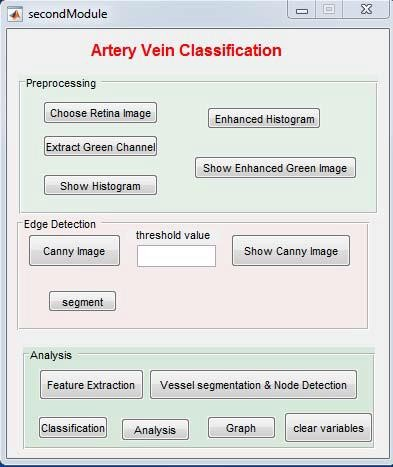 secondModule
Artery Vein Classification
Preprocessing
Choose Retina Image
Enhanced Histogram
Extract Green Channel
Show Enhanced Green Image
Show Histogram
Edge Detection
threshold value
Canny Image
Show Canny Image
segment
Analysis
Feature Extraction
Vessel segmentation & Node Detection
Classification
Analysis
Graph
clear variables